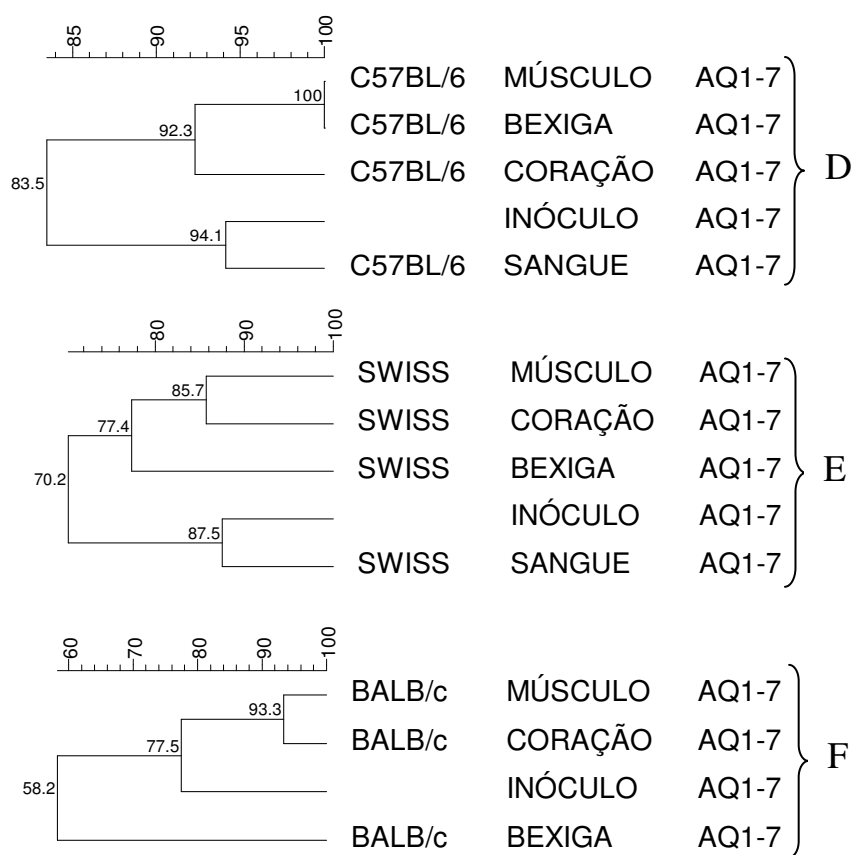 85 90 95 100
C57BL/6 MÚSCULO AQ1-7
100
C57BL/6 BEXIGA AQ1-7
92.3
C57BL/6 CORAÇÃO AQ1-7 D
83.5
INÓCULO AQ1-7
94.1
C57BL/6 SANGUE AQ1-7
80 90 100
SWISS MÚSCULO AQ1-7
85.7
SWISS CORAÇÃO AQ1-7
77.4
SWISS BEXIGA AQ1-7 E
70.2
INÓCULO AQ1-7
87.5
SWISS SANGUE AQ1-7
60 70 80 90 100
BALB/c MÚSCULO AQ1-7
93.3
BALB/c CORAÇÃO AQ1-7
77.5 F
INÓCULO AQ1-7
58.2
BALB/c BEXIGA AQ1-7